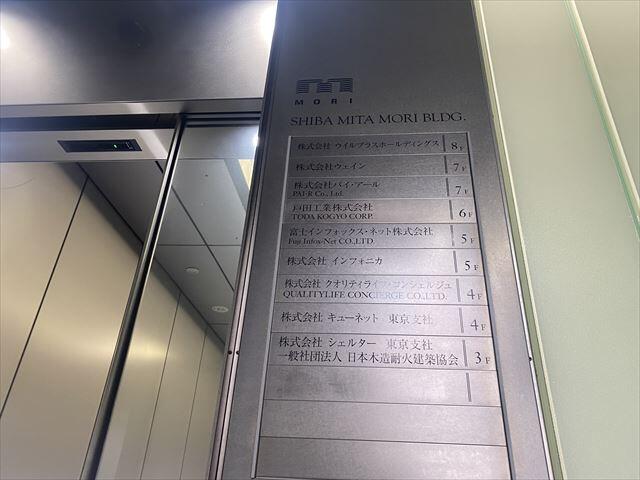 MORI
SHIBA MITA MORI BLDG.
株式会社 ウイルプラスホールディングス 8F
株式会社ウェイン 7F
株式会社パイ・アール 7F
PAI-R Co., Ltd.
戸田工業株式会社 6F
TODA KOGYO CORP.
富士インフォックス・ネット株式会社 5F
Fuji Infox-Net CO.,LTD.
株式会社 インフォニカ 5F
株式会社 クオリティライフ・コンシェルジュ 4F
QUALITYLIFE CONCIERGE CO.,LTD.
株式会社 キューネット 東京支社 4F
株式会社 シェルター 東京支社 3F
一般社団法人 日本木造耐火建築協会